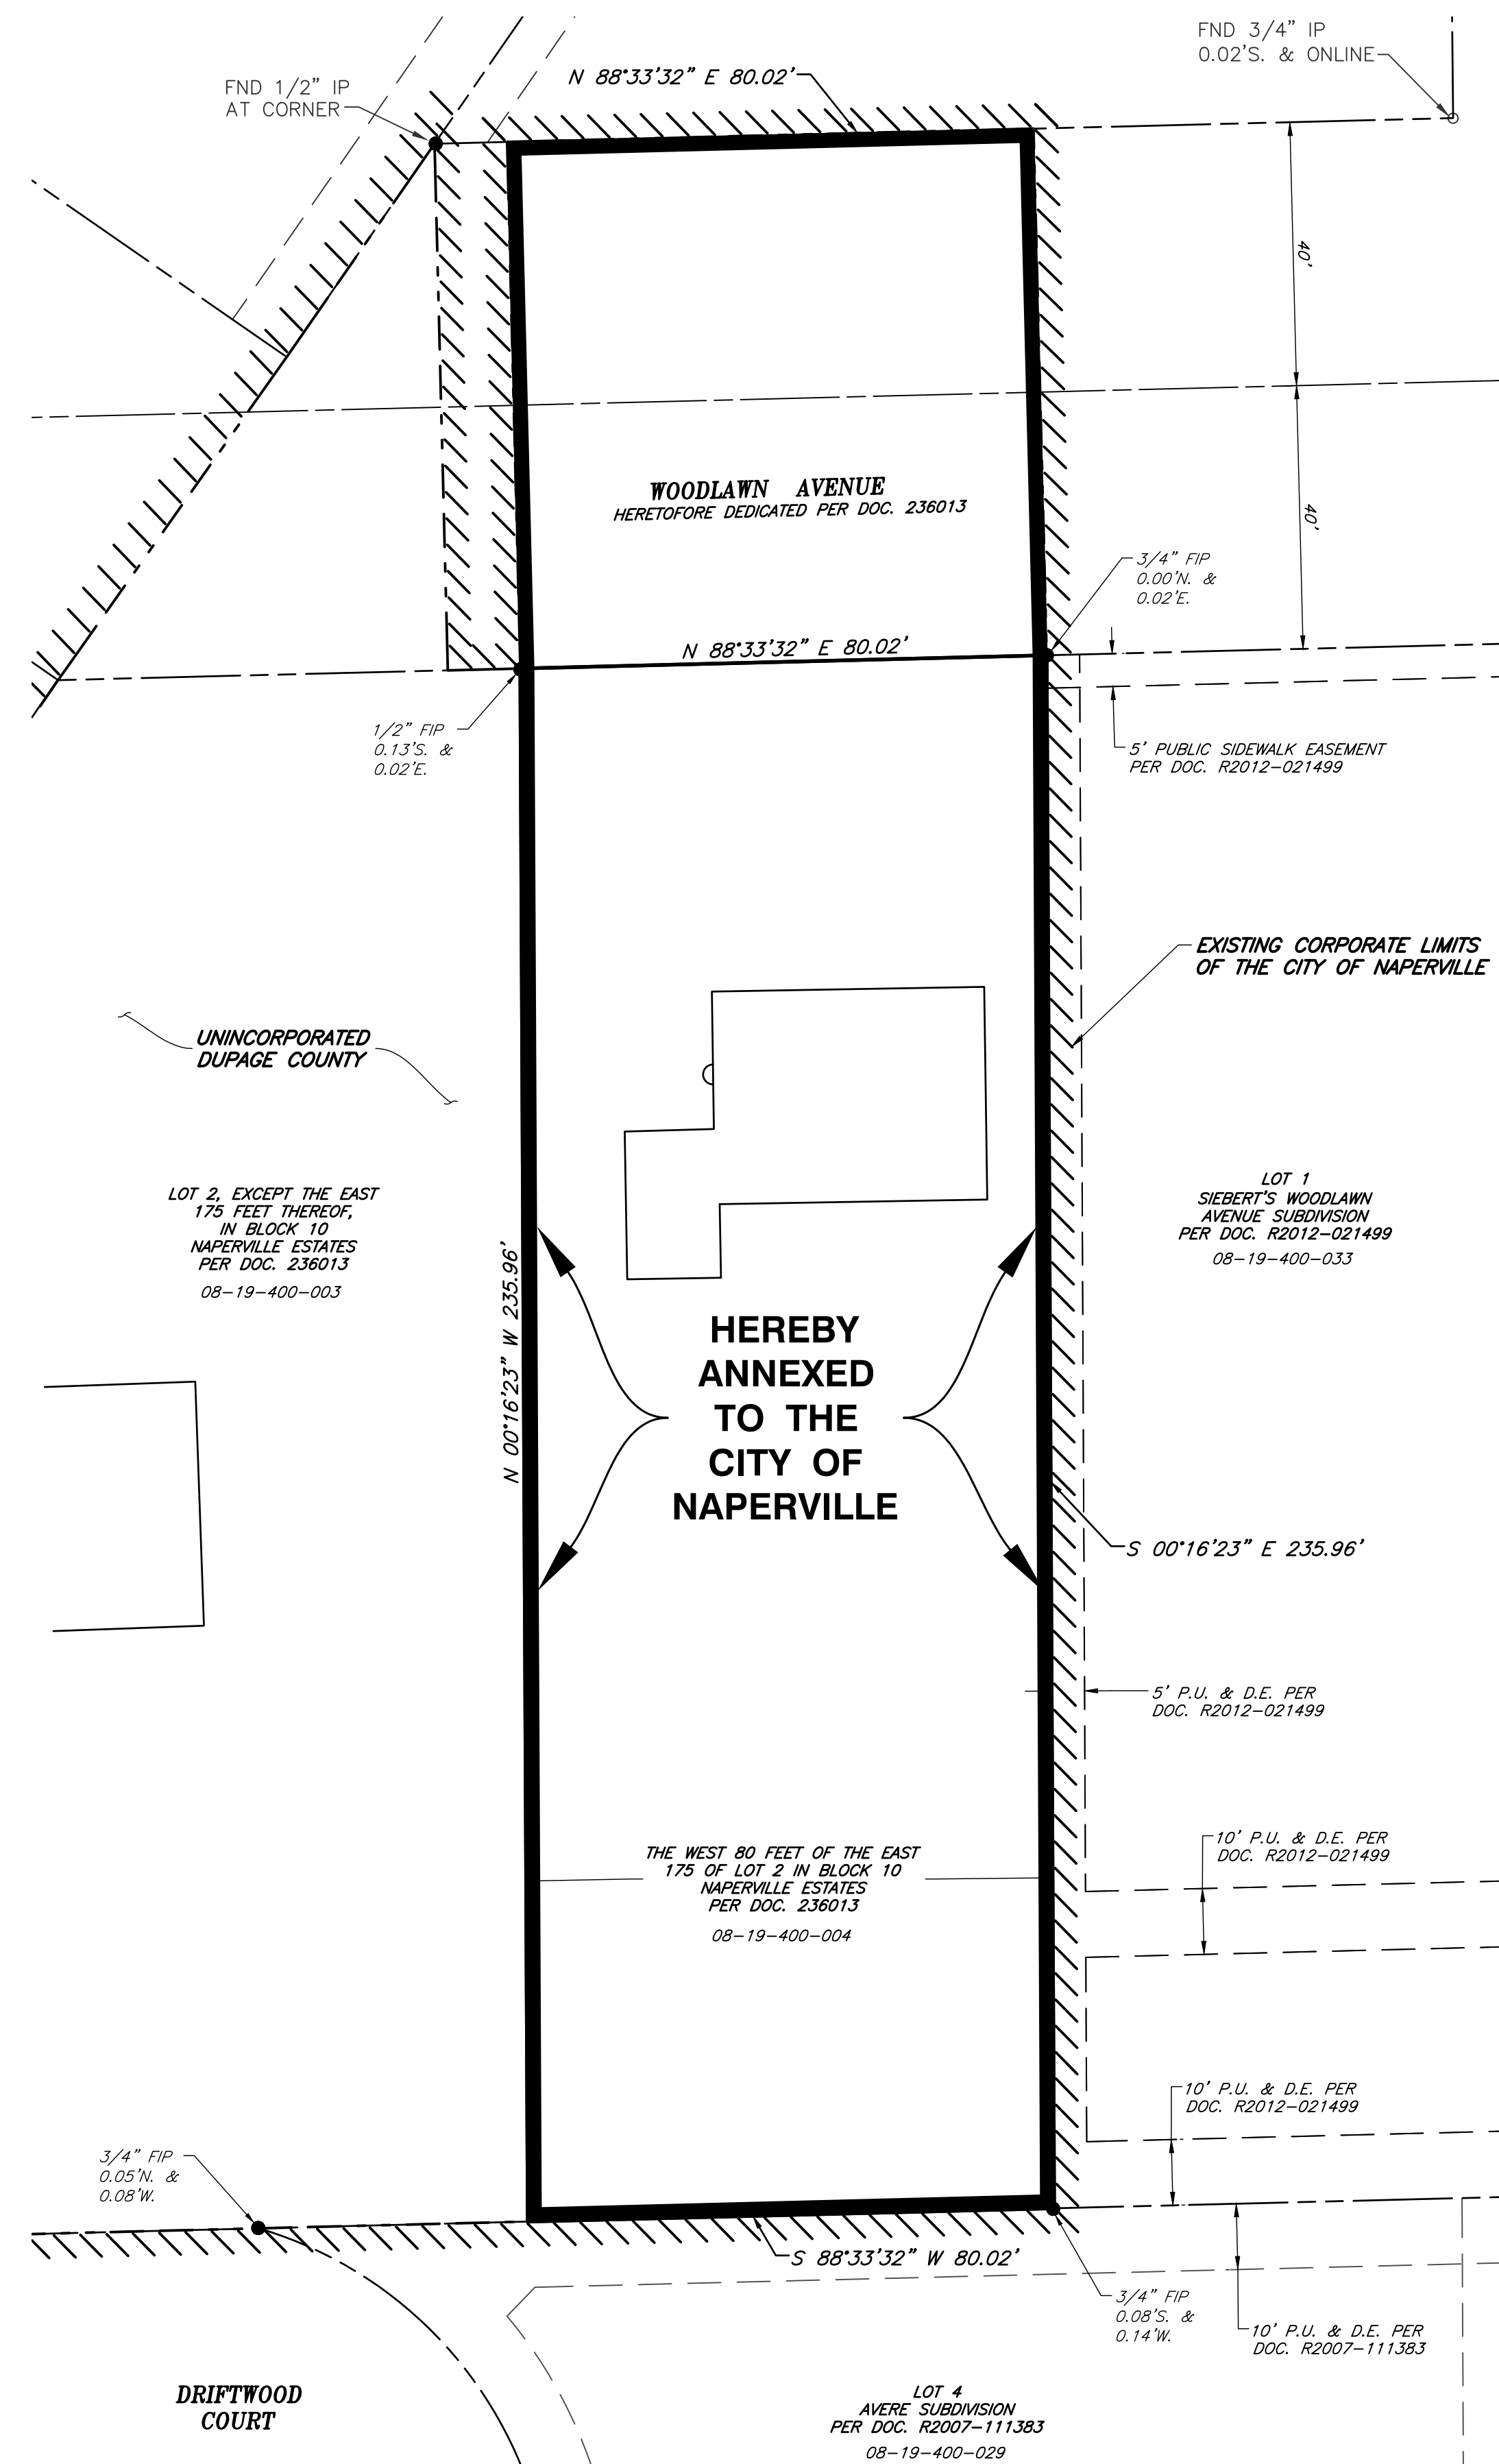 FND 3/4" IP
0.02'S. & ONLINE
N 88°33'32" E 80.02'
FND 1/2" IP
AT CORNER
40'
WOODLAWN AVENUE
HERETOFORE DEDICATED PER DOC. 236013
40'
3/4" FIP
0.00'N. &
0.02'E.
N 88°33'32" E 80.02'
1/2" FIP
0.13'S. &
0.02'E.
5' PUBLIC SIDEWALK EASEMENT
PER DOC. R2012-021499
EXISTING CORPORATE LIMITS
OF THE CITY OF NAPERVILLE
UNINCORPORATED
DUPAGE COUNTY
LOT 2, EXCEPT THE EAST
175 FEET THEREOF,
IN BLOCK 10
NAPERVILLE ESTATES
PER DOC. 236013
08-19-400-003
LOT 1
SIEBERT'S WOODLAWN
AVENUE SUBDIVISION
PER DOC. R2012-021499
08-19-400-033
N 00°16'23" W 235.96'
HEREBY
ANNEXED
TO THE
CITY OF
NAPERVILLE
S 00°16'23" E 235.96'
5' P.U. & D.E. PER
DOC. R2012-021499
10' P.U. & D.E. PER
DOC. R2012-021499
THE WEST 80 FEET OF THE EAST
175 OF LOT 2 IN BLOCK 10
NAPERVILLE ESTATES
PER DOC. 236013
08-19-400-004
10' P.U. & D.E. PER
DOC. R2012-021499
3/4" FIP
0.05'N. &
0.08'W.
S 88°33'32" W 80.02'
3/4" FIP
0.08'S. &
0.14'W.
10' P.U. & D.E. PER
DOC. R2007-111383
DRIFTWOOD
COURT
LOT 4
AVERE SUBDIVISION
PER DOC. R2007-111383
08-19-400-029